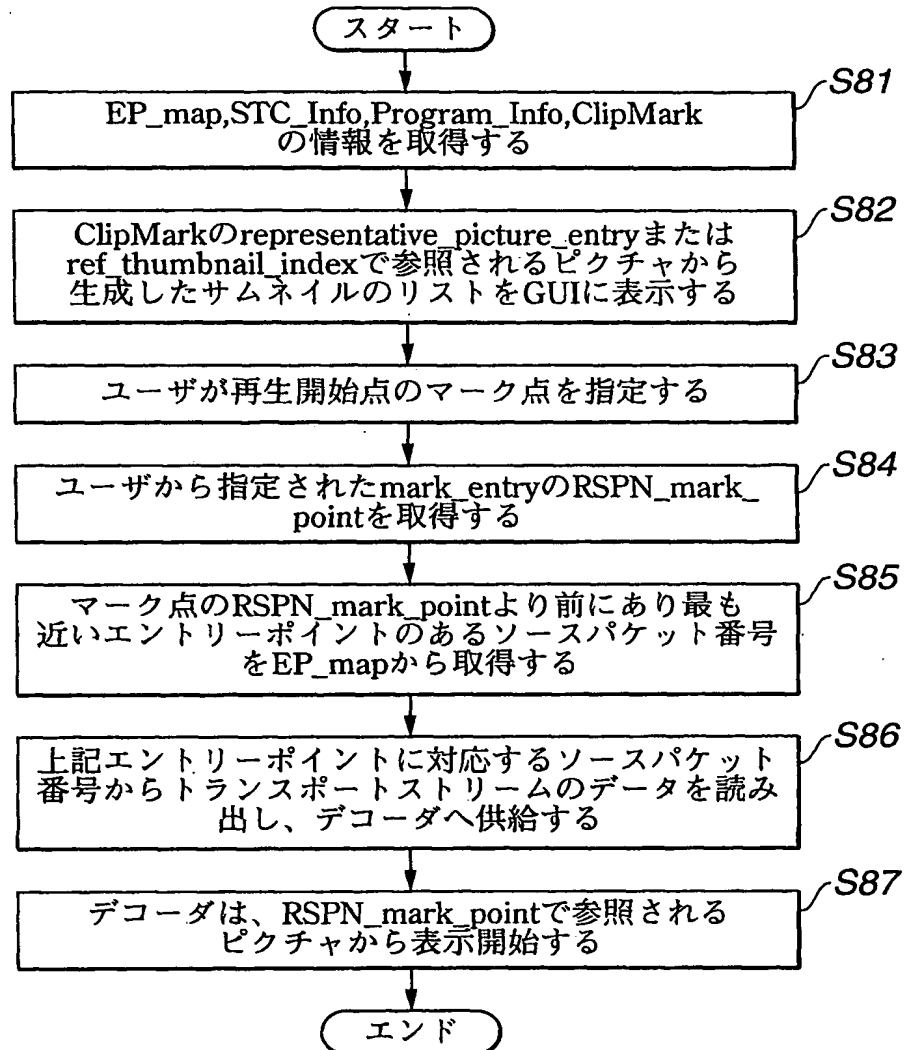 スタート
S81
EP_map,STC_Info,Program_Info,ClipMark
の情報を取得する
S82
ClipMarkのrepresentative_picture_entryまたは
ref_thumbnail_indexで参照されるピクチャから
生成したサムネイルのリストをGUIに表示する
S83
ユーザが再生開始点のマーク点を指定する
S84
ユーザから指定されたmark_entryのRSPN_mark_
pointを取得する
S85
マーク点のRSPN_mark_pointより前にあり最も
近いエントリーポイントのあるソースパケット番号
をEP_mapから取得する
S86
上記エントリーポイントに対応するソースパケット
番号からトランスポートストリームのデータを読み
出し、デコーダへ供給する
S87
デコーダは、RSPN_mark_pointで参照される
ピクチャから表示開始する
エンド